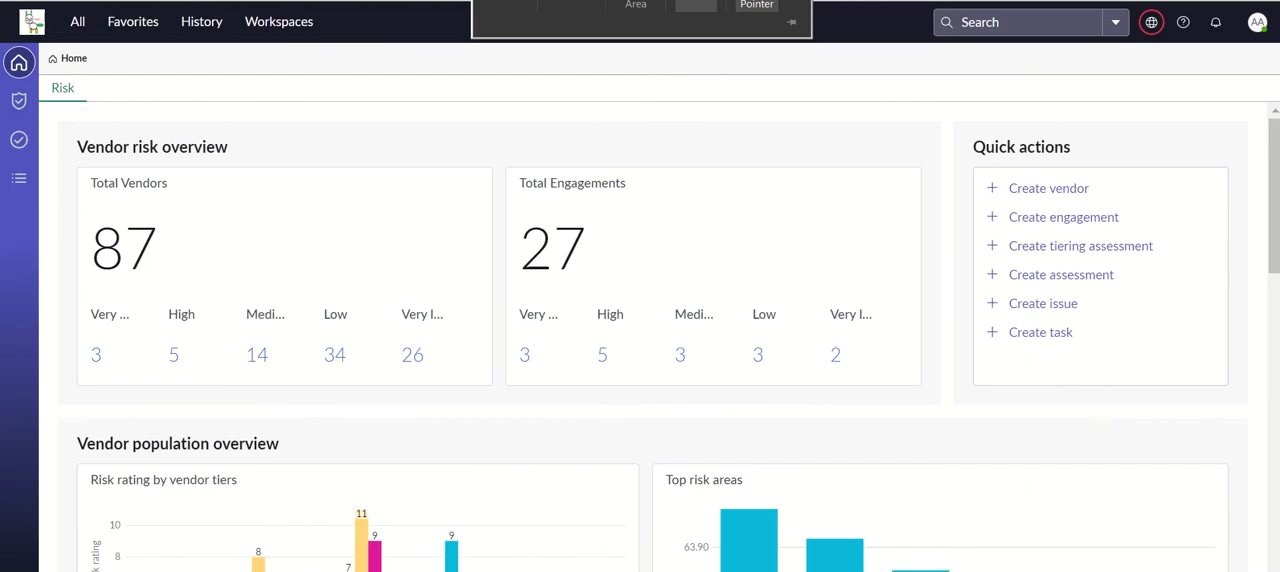 Area
Pointer
All Favorites History Workspaces
Search
AA
Home
Risk
Vendor risk overview
Total Vendors
87
Very ... High Medi... Low Very l...
3 5 14 34 26
Total Engagements
27
Very ... High Medi... Low Very l...
3 5 3 3 2
Quick actions
+ Create vendor
+ Create engagement
+ Create tiering assessment
+ Create assessment
+ Create issue
+ Create task
Vendor population overview
Risk rating by vendor tiers
10
8
8
7
11
9
9
Top risk areas
63.90